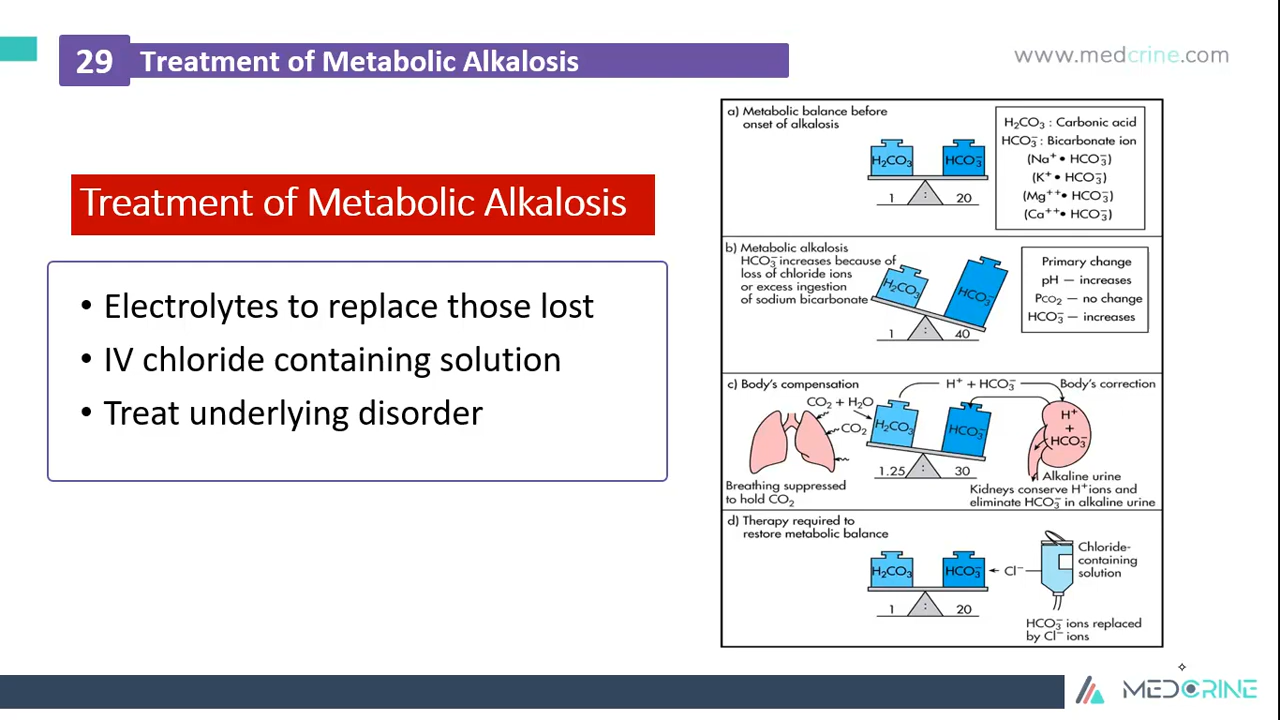 29
Treatment of Metabolic Alkalosis
www.medcrine.com
Treatment of Metabolic Alkalosis
• Electrolytes to replace those lost
• IV chloride containing solution
• Treat underlying disorder
a) Metabolic balance before
onset of alkalosis
H₂CO₃
HCO₃⁻
1 : 20
H₂CO₃ : Carbonic acid
HCO₃⁻ : Bicarbonate ion
(Na⁺• HCO₃⁻)
(K⁺• HCO₃⁻)
(Mg⁺⁺• HCO₃⁻)
(Ca⁺⁺• HCO₃⁻)
b) Metabolic alkalosis
HCO₃⁻ increases because of
loss of chloride ions
or excess ingestion
of sodium bicarbonate
H₂CO₃
HCO₃⁻
1 : 40
Primary change
pH — increases
PCO₂ — no change
HCO₃⁻ — increases
c) Body's compensation
CO₂ + H₂O
CO₂
Breathing suppressed
to hold CO₂
H₂CO₃
HCO₃⁻
1.25 : 30
H⁺ + HCO₃⁻
Body's correction
H⁺
+
HCO₃⁻
Alkaline urine
Kidneys conserve H⁺ ions and
eliminate HCO₃⁻ in alkaline urine
d) Therapy required to
restore metabolic balance
H₂CO₃
HCO₃⁻
1 : 20
Cl⁻
Chloride-
containing
solution
HCO₃⁻ ions replaced
by Cl⁻ ions
MEDCRINE